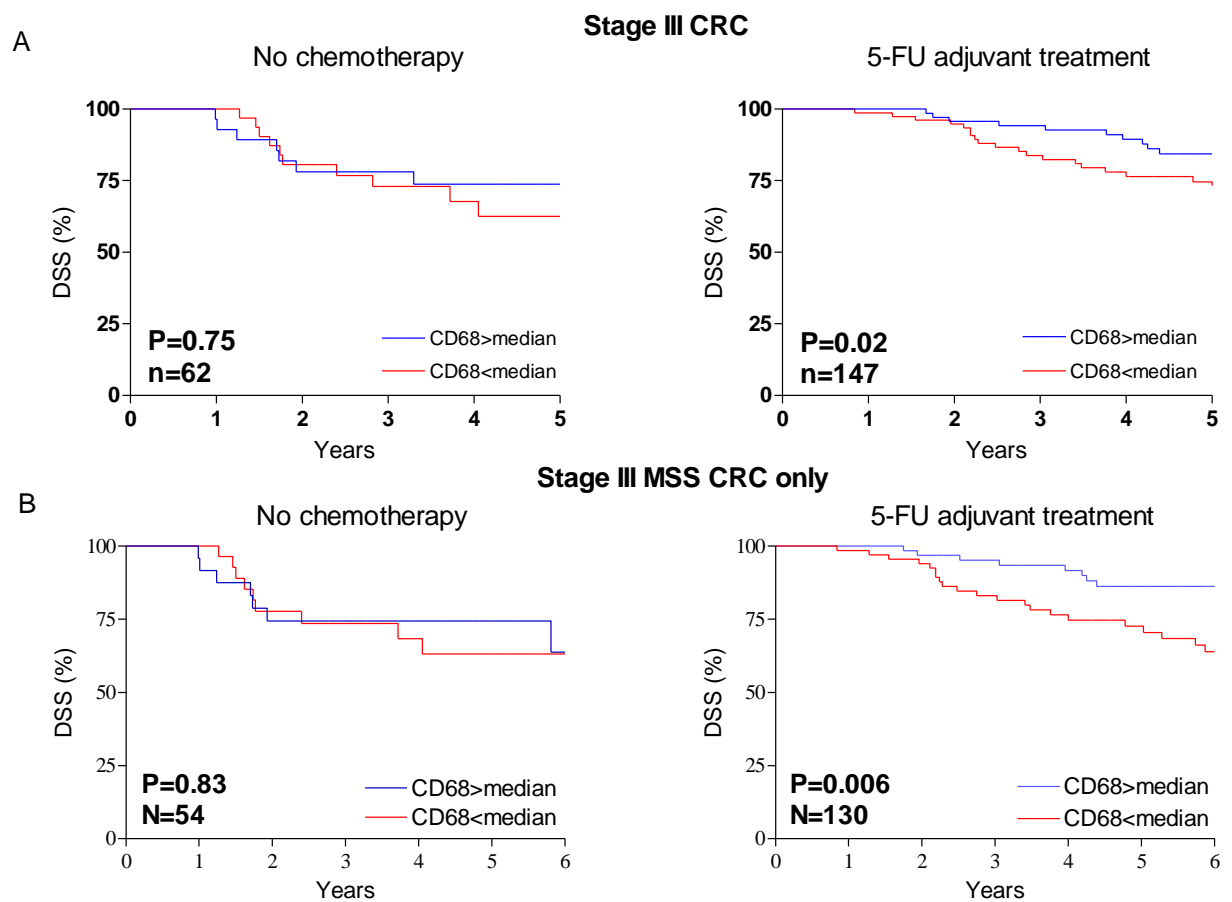 Stage III CRC
A
No chemotherapy
5-FU adjuvant treatment
100
75
50
25
0
DSS (%)
P=0.75
n=62
CD68>median
CD68<median
0 1 2 3 4 5
Years
100
75
50
25
0
DSS (%)
P=0.02
n=147
CD68>median
CD68<median
0 1 2 3 4 5
Years
Stage III MSS CRC only
B
No chemotherapy
5-FU adjuvant treatment
100
75
50
25
0
DSS (%)
P=0.83
N=54
CD68>median
CD68<median
0 1 2 3 4 5 6
Years
100
75
50
25
0
DSS (%)
P=0.006
N=130
CD68>median
CD68<median
0 1 2 3 4 5 6
Years